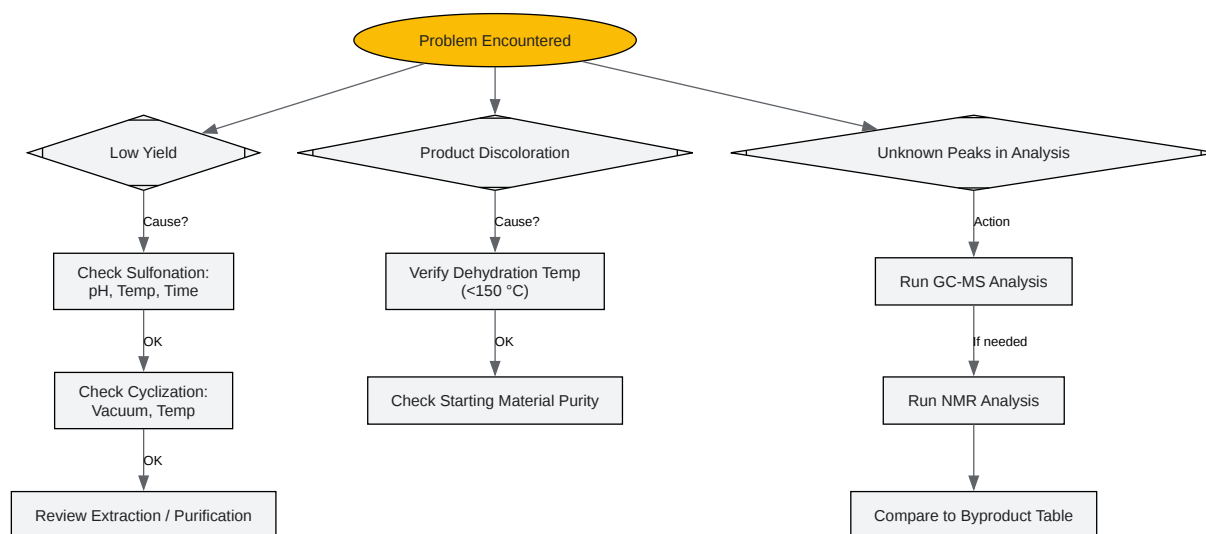 Problem Encountered
Low Yield
Product Discoloration
Unknown Peaks in Analysis
Cause?
Cause?
Action
Check Sulfonation:
pH, Temp, Time
Verify Dehydration Temp
(<150 °C)
Run GC-MS Analysis
OK
OK
If needed
Check Cyclization:
Vacuum, Temp
Check Starting Material Purity
Run NMR Analysis
OK
Review Extraction / Purification
Compare to Byproduct Table